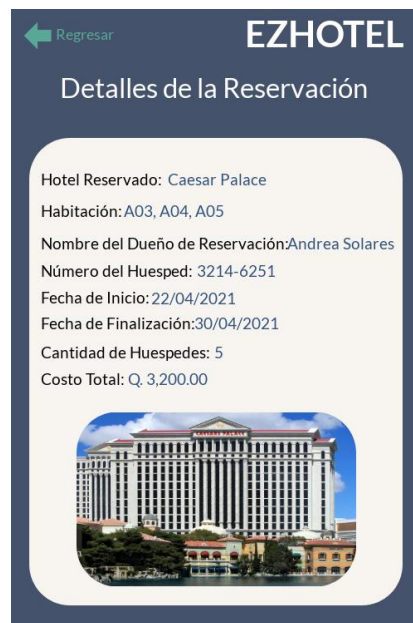 Regresar
EZHOTEL
Detalles de la Reservación
Hotel Reservado: Caesar Palace
Habitación: A03, A04, A05
Nombre del Dueño de Reservación:Andrea Solares
Número del Huesped: 3214-6251
Fecha de Inicio: 22/04/2021
Fecha de Finalización:30/04/2021
Cantidad de Huespedes: 5
Costo Total: Q. 3,200.00
CAESARS PALACE